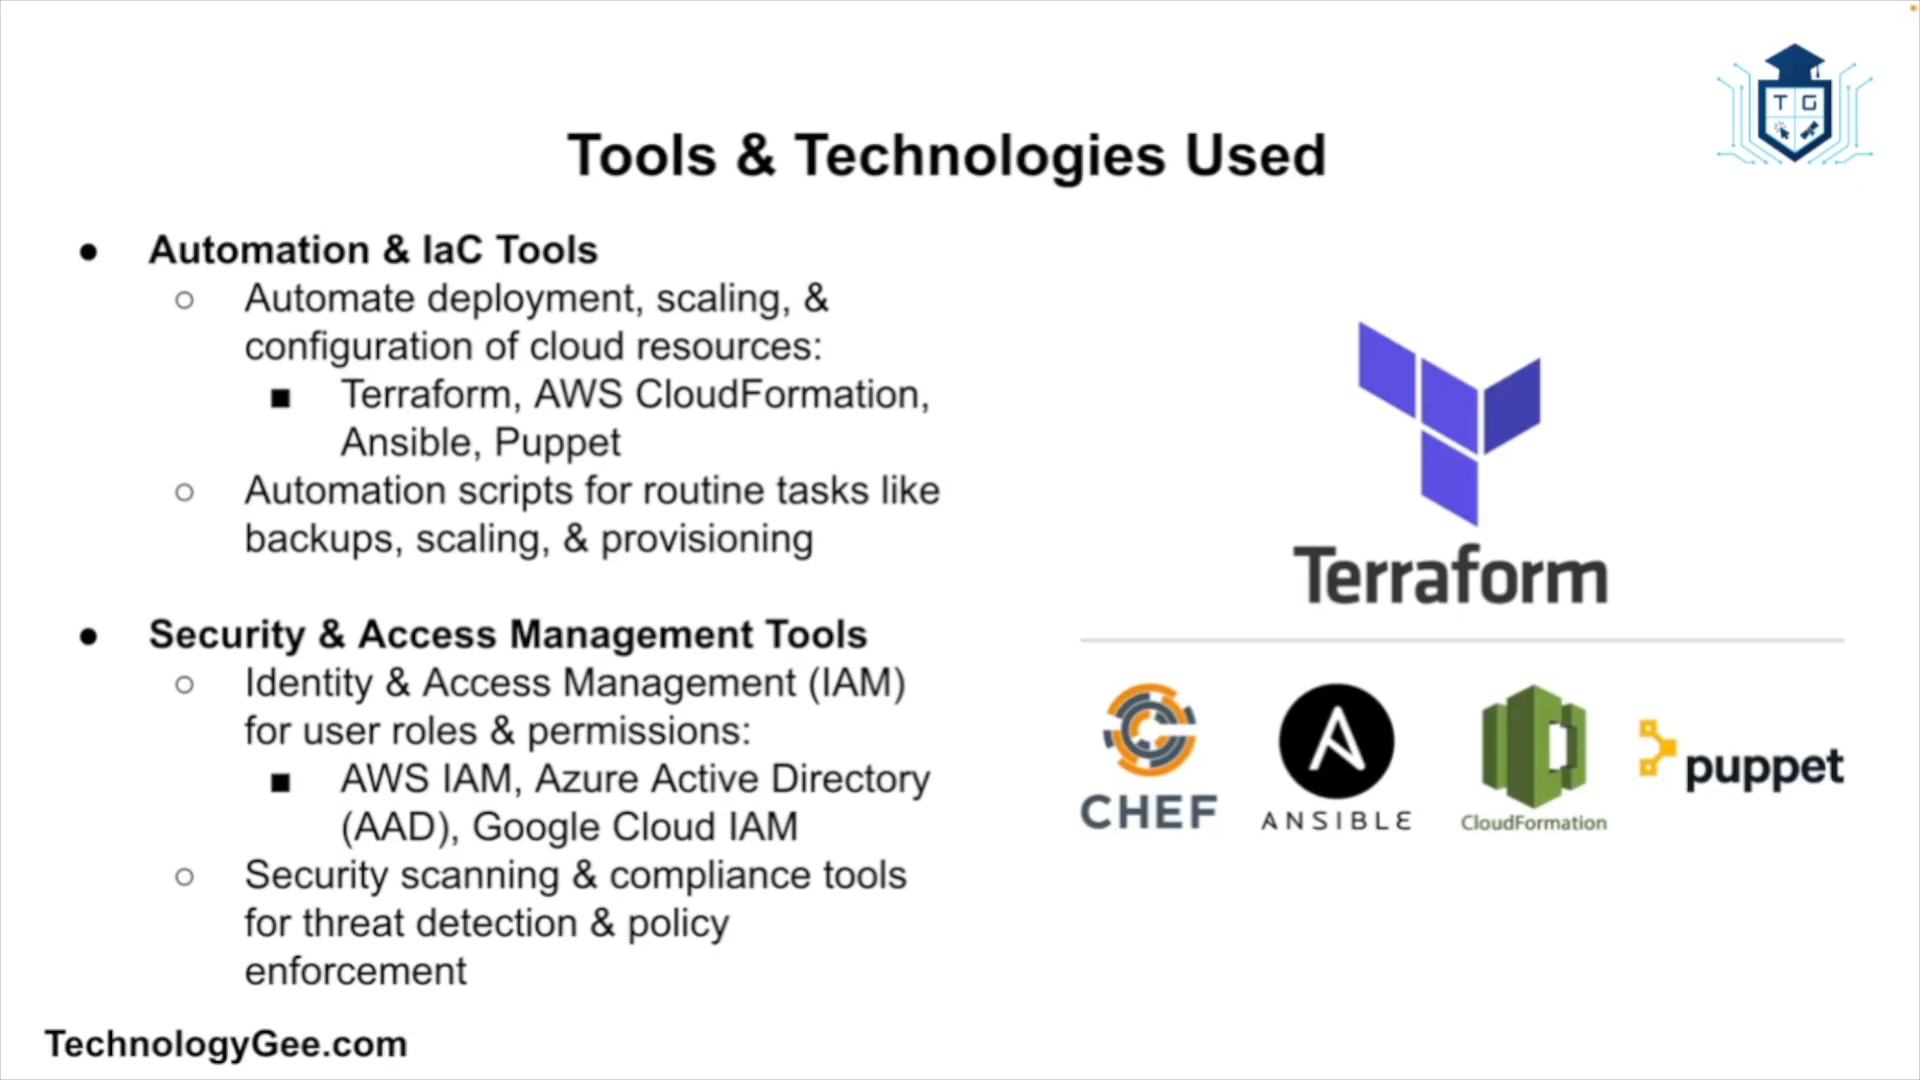 T G
Tools & Technologies Used
● Automation & IaC Tools
○ Automate deployment, scaling, &
configuration of cloud resources:
■ Terraform, AWS CloudFormation,
Ansible, Puppet
○ Automation scripts for routine tasks like
backups, scaling, & provisioning
● Security & Access Management Tools
○ Identity & Access Management (IAM)
for user roles & permissions:
■ AWS IAM, Azure Active Directory
(AAD), Google Cloud IAM
○ Security scanning & compliance tools
for threat detection & policy
enforcement
Terraform
CHEF
ANSIBLE
CloudFormation
puppet
TechnologyGee.com